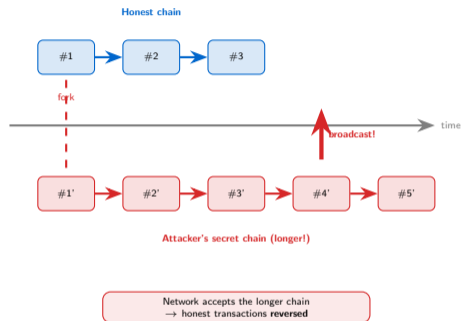 Honest chain
#1
#2
#3
fork
time
broadcast!
#1'
#2'
#3'
#4'
#5'
Attacker's secret chain (longer!)
Network accepts the longer chain
→ honest transactions reversed